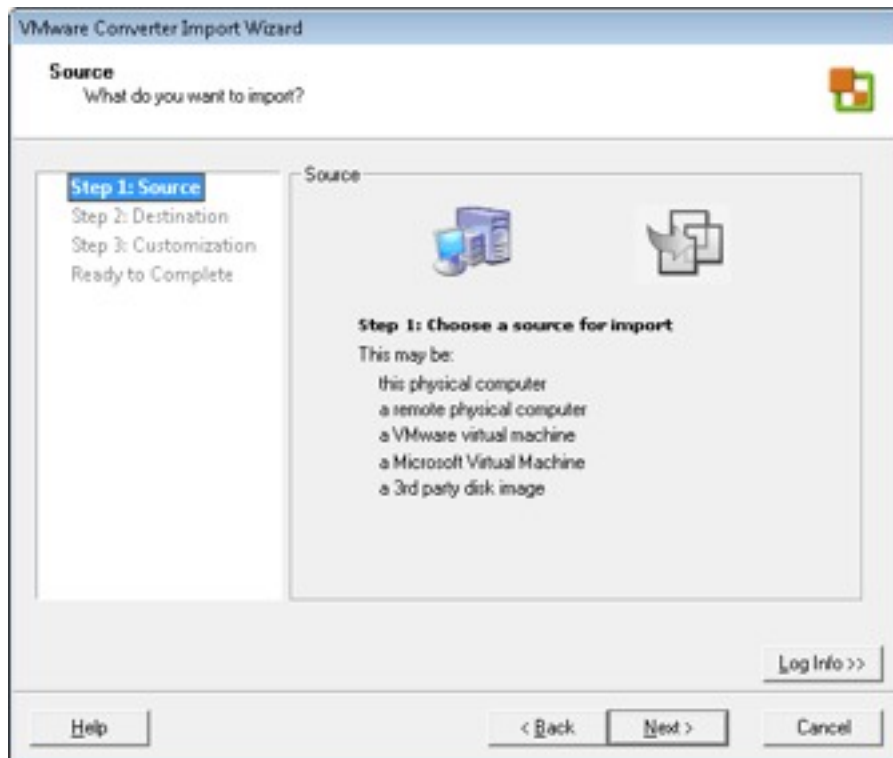 VMware Converter Import Wizard
Source
What do you want to import?
Step 1: Source
Step 2: Destination
Step 3: Customization
Ready to Complete
Source
Step 1: Choose a source for import
This may be:
this physical computer
a remote physical computer
a VMware virtual machine
a Microsoft Virtual Machine
a 3rd party disk image
Log Info >>
Help
< Back
Next >
Cancel